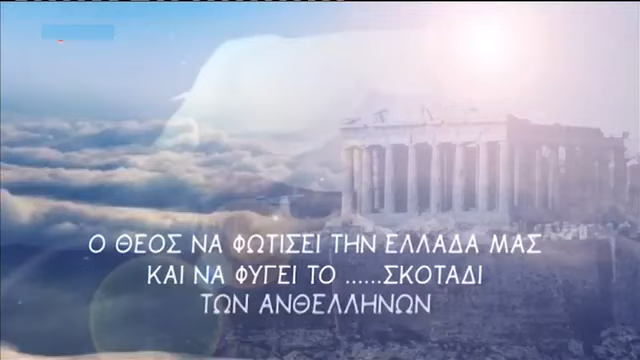 Ο ΘΕΟΣ ΝΑ ΦΩΤΙΣΕΙ ΤΗΝ ΕΛΛΑΔΑ ΜΑΣ
ΚΑΙ ΝΑ ΦΥΓΕΙ ΤΟ ......ΣΚΟΤΑΔΙ
ΤΩΝ ΑΝΘΕΛΛΗΝΩΝ